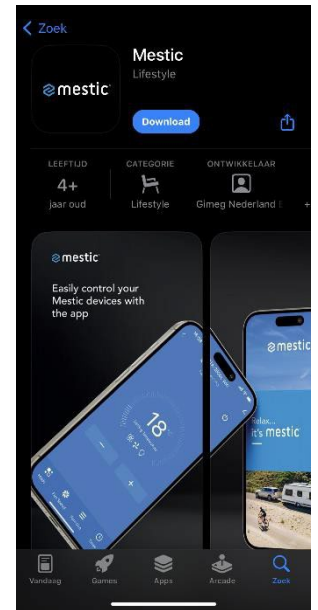 Zoek
Mestic
Lifestyle
mestic
Download
LEEFTIJD
CATEGORIE
ONTWIKKELAAR
4+
jaar oud
Lifestyle
Gimeg Nederland
mestic
Easily control your
Mestic devices with
the app
18
mestic
Relax...
it's mestic
Vandaag
Games
Apps
Arcade
Zoek